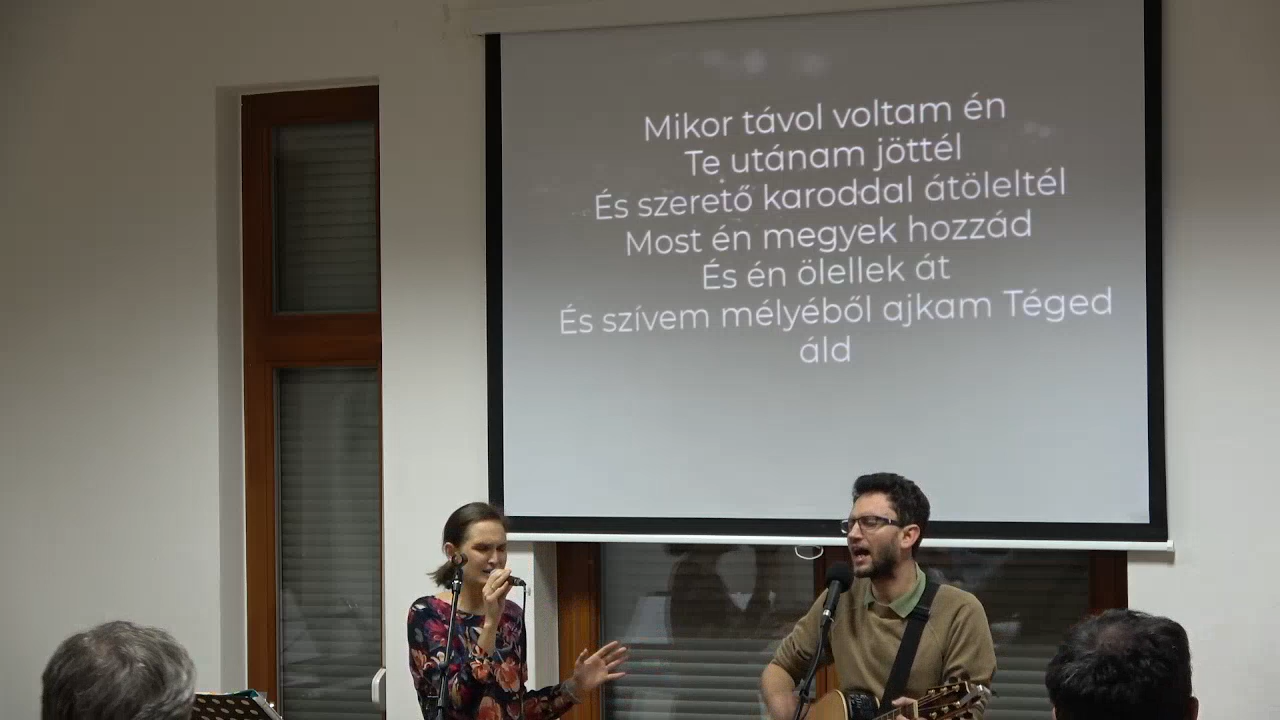 Mikor távol voltam én
Te utánam jöttél
És szerető karoddal átöleltél
Most én megyek hozzád
És én ölellek át
És szívem mélyéből ajkam Téged
áld